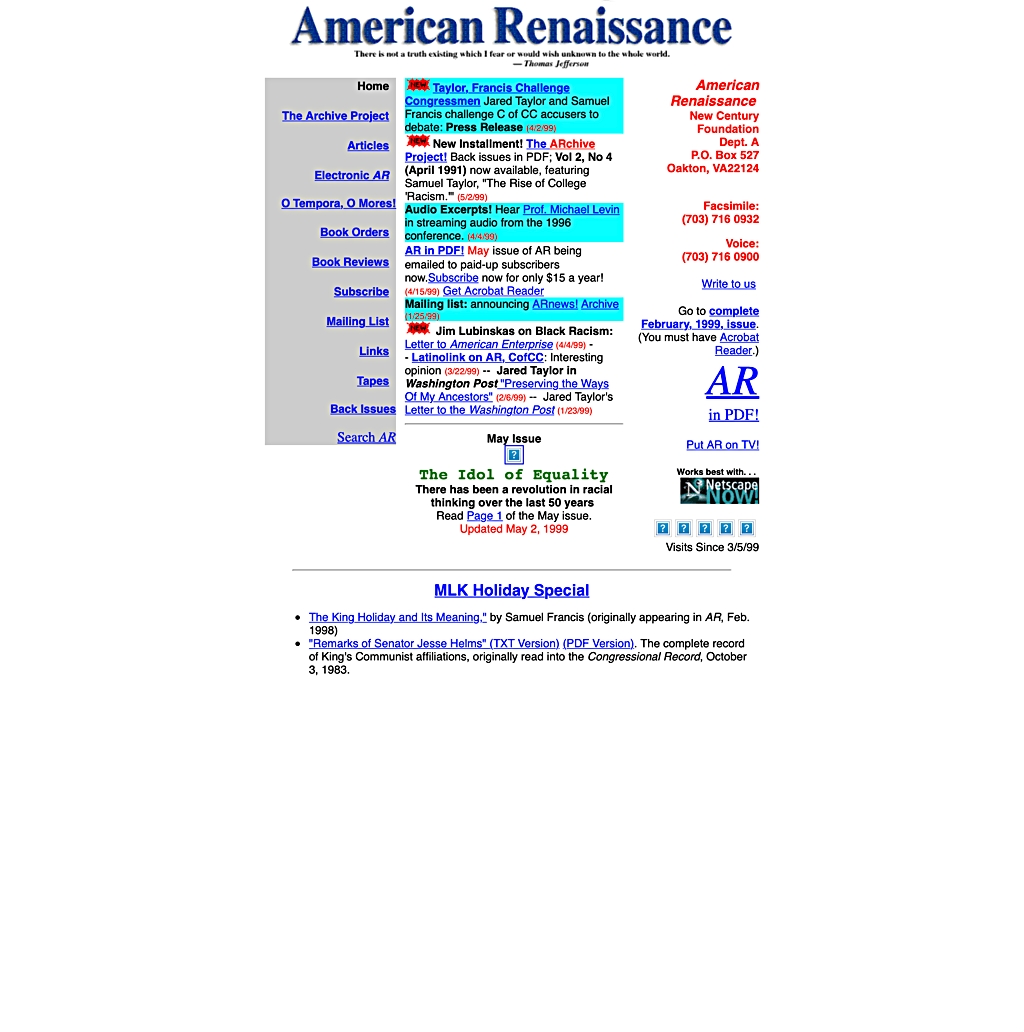 American Renaissance
There is not a truth existing which I fear or would wish unknown to the whole world.
— Thomas Jefferson
Home
The Archive Project
Articles
Electronic AR
O Tempora, O Mores!
Book Orders
Book Reviews
Subscribe
Mailing List
Links
Tapes
Back Issues
Search AR
Taylor, Francis Challenge
Congressmen Jared Taylor and Samuel
Francis challenge C of CC accusers to
debate: Press Release (4/2/99)
New Installment! The ARchive
Project! Back issues in PDF; Vol 2, No 4
(April 1991) now available, featuring
Samuel Taylor, "The Rise of College
'Racism.'" (5/2/99)
Audio Excerpts! Hear Prof. Michael Levin
in streaming audio from the 1996
conference. (4/4/99)
AR in PDF! May issue of AR being
emailed to paid-up subscribers
now.Subscribe now for only $15 a year!
(4/15/99) Get Acrobat Reader
Mailing list: announcing ARnews! Archive
(1/25/99)
Jim Lubinskas on Black Racism:
Letter to American Enterprise (4/4/99) -
- Latinolink on AR, CofCC: Interesting
opinion (3/22/99) -- Jared Taylor in
Washington Post "Preserving the Ways
Of My Ancestors" (2/6/99) -- Jared Taylor's
Letter to the Washington Post (1/23/99)
May Issue
The Idol of Equality
There has been a revolution in racial
thinking over the last 50 years
Read Page 1 of the May issue.
Updated May 2, 1999
American
Renaissance
New Century
Foundation
Dept. A
P.O. Box 527
Oakton, VA22124
Facsimile:
(703) 716 0932
Voice:
(703) 716 0900
Write to us
Go to complete
February, 1999, issue.
(You must have Acrobat
Reader.)
AR
in PDF!
Put AR on TV!
Works best with. . .
N Netscape
Now!
Visits Since 3/5/99
MLK Holiday Special
The King Holiday and Its Meaning," by Samuel Francis (originally appearing in AR, Feb.
1998)
"Remarks of Senator Jesse Helms" (TXT Version) (PDF Version). The complete record
of King's Communist affiliations, originally read into the Congressional Record, October
3, 1983.